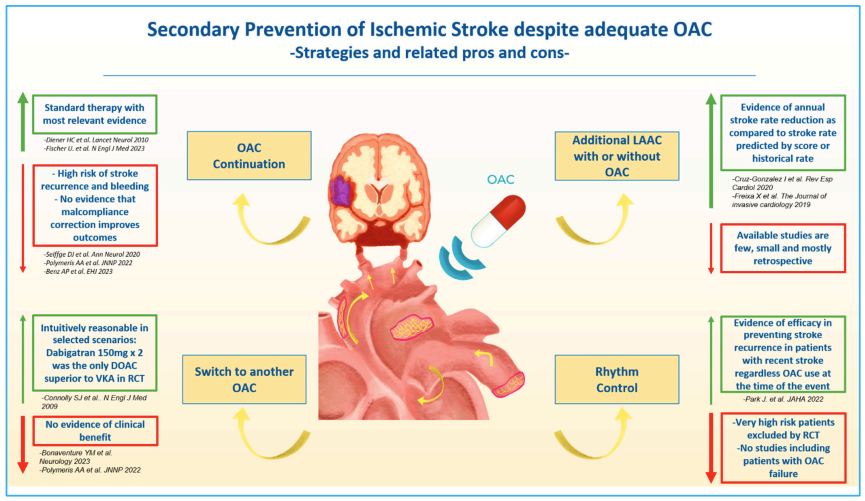 Secondary Prevention of Ischemic Stroke despite adequate OAC
-Strategies and related pros and cons-
Standard therapy with
most relevant evidence
-Diener HC et al. Lancet Neurol 2010
-Fischer U. et al. N Engl J Med 2023
- High risk of stroke
recurrence and bleeding
- No evidence that
malcompliance
correction improves
outcomes
-Seiffge DJ et al. Ann Neurol 2020
-Polymeris AA et al. JNNP 2022
-Benz AP et al. EHJ 2023
OAC
Continuation
Additional LAAC
with or without
OAC
OAC
Evidence of annual
stroke rate reduction as
compared to stroke rate
predicted by score or
historical rate
-Cruz-Gonzalez I et al. Rev Esp
Cardiol 2020
-Freixa X et al. The Journal of
invasive cardiology 2019
Available studies are
few, small and mostly
retrospective
Intuitively reasonable in
selected scenarios:
Dabigatran 150mg x 2
was the only DOAC
superior to VKA in RCT
-Connolly SJ et al.. N Engl J Med
2009
No evidence of clinical
benefit
-Bonaventure YM et al.
Neurology 2023
-Polymeris AA et al. JNNP 2022
Switch to another
OAC
Rhythm
Control
Evidence of efficacy in
preventing stroke
recurrence in patients
with recent stroke
regardless OAC use at
the time of the event
-Park J. et al. JAHA 2022
-Very high risk patients
excluded by RCT
-No studies including
patients with OAC
failure